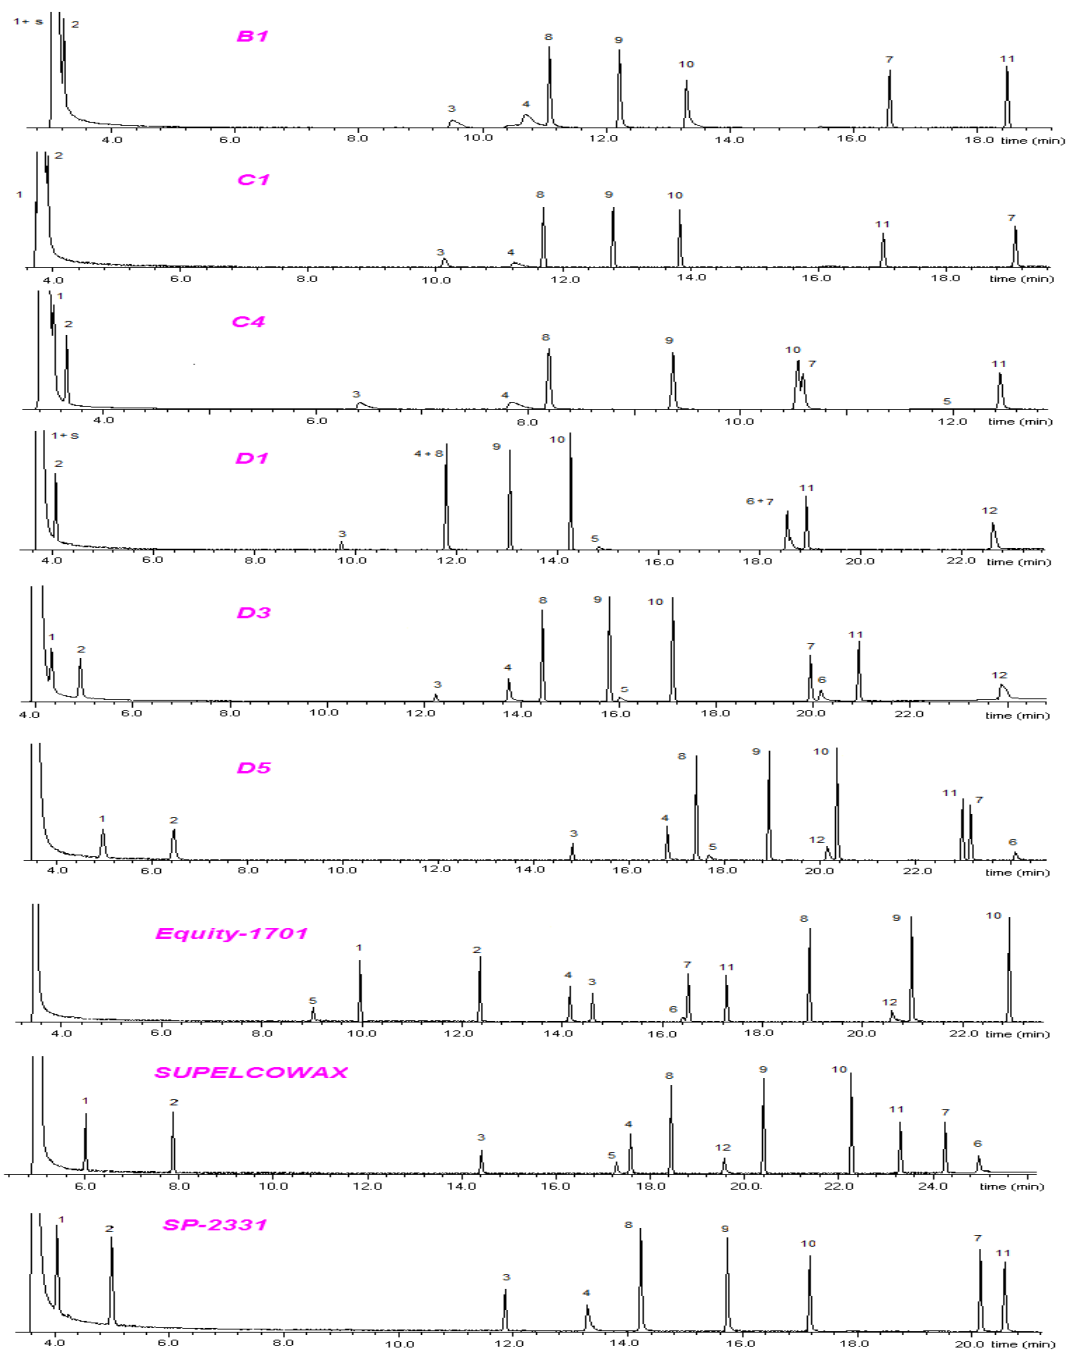 1+ s 2 B1 3 4 8 9 10 7 11
4.0 6.0 8.0 10.0 12.0 14.0 16.0 18.0 time (min)
1 2 C1 3 4 8 9 10 11 7
4.0 6.0 8.0 10.0 12.0 14.0 16.0 18.0 time (min)
1 2 C4 3 4 8 9 10 7 5 11
4.0 6.0 8.0 10.0 12.0 time (min)
1+ s 2 D1 3 4 + 8 9 10 5 6 + 7 11 12
4.0 6.0 8.0 10.0 12.0 14.0 16.0 18.0 20.0 22.0 time (min)
1 2 D3 3 4 8 9 5 10 7 6 11 12
4.0 6.0 8.0 10.0 12.0 14.0 16.0 18.0 20.0 22.0 time (min)
1 2 D5 3 4 8 5 9 12 10 11 7 6
4.0 6.0 8.0 10.0 12.0 14.0 16.0 18.0 20.0 22.0 time (min)
Equity-1701 5 1 2 4 3 6 7 11 8 12 9 10
4.0 6.0 8.0 10.0 12.0 14.0 16.0 18.0 20.0 22.0 time (min)
1 2 SUPELCOWAX 3 5 4 8 12 9 10 11 7 6
6.0 8.0 10.0 12.0 14.0 16.0 18.0 20.0 22.0 24.0 time (min)
1 2 SP-2331 3 4 8 9 10 7 11
4.0 6.0 8.0 10.0 12.0 14.0 16.0 18.0 20.0 time (min)